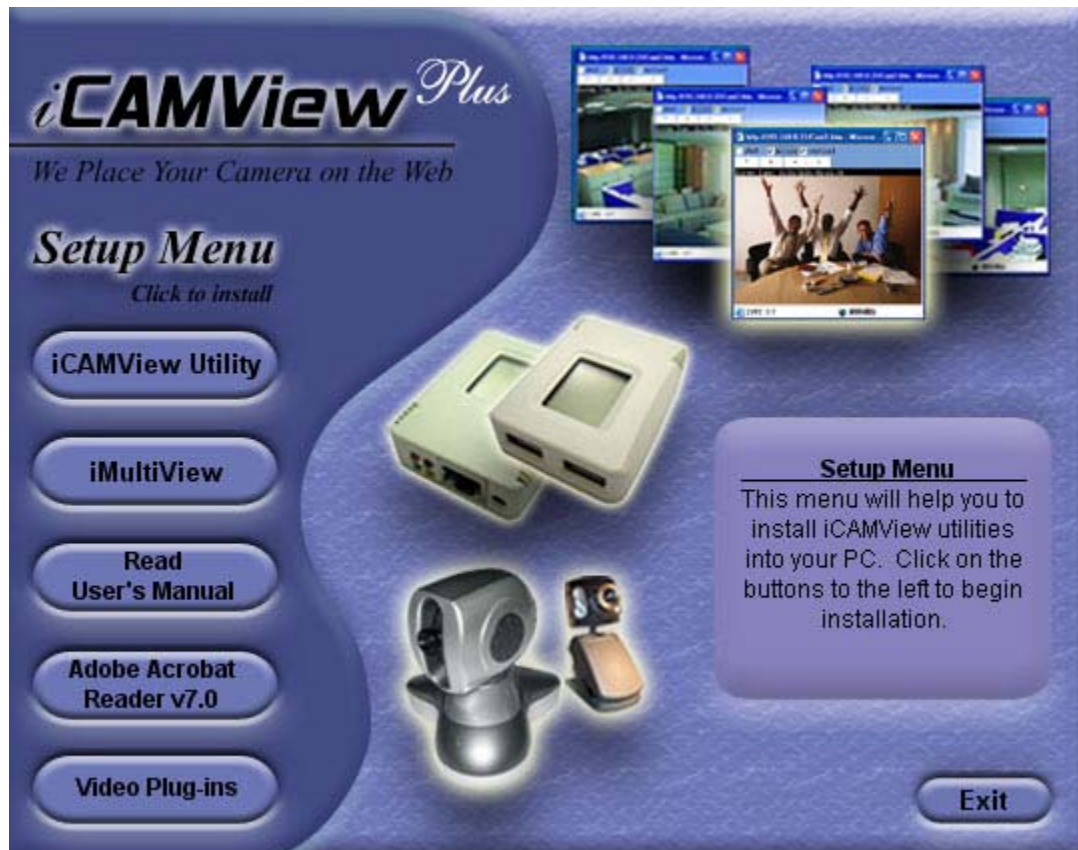 iCAMView Plus
We Place Your Camera on the Web
Setup Menu
Click to install
iCAMView Utility
iMultiView
Read
User's Manual
Adobe Acrobat
Reader v7.0
Video Plug-ins
Setup Menu
This menu will help you to
install iCAMView utilities
into your PC. Click on the
buttons to the left to begin
installation.
Exit